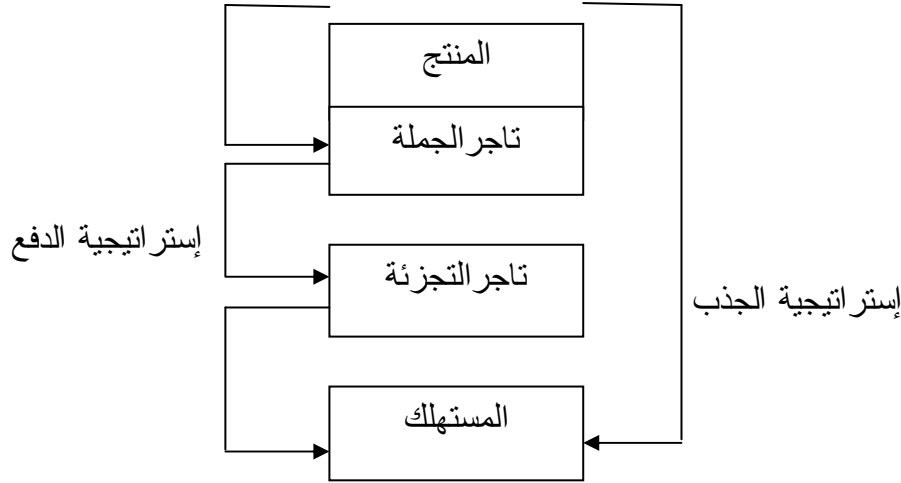 المنتج
تاجر الجملة
إستراتيجية الدفع
تاجر التجزئة
إستراتيجية الجذب
المستهلك